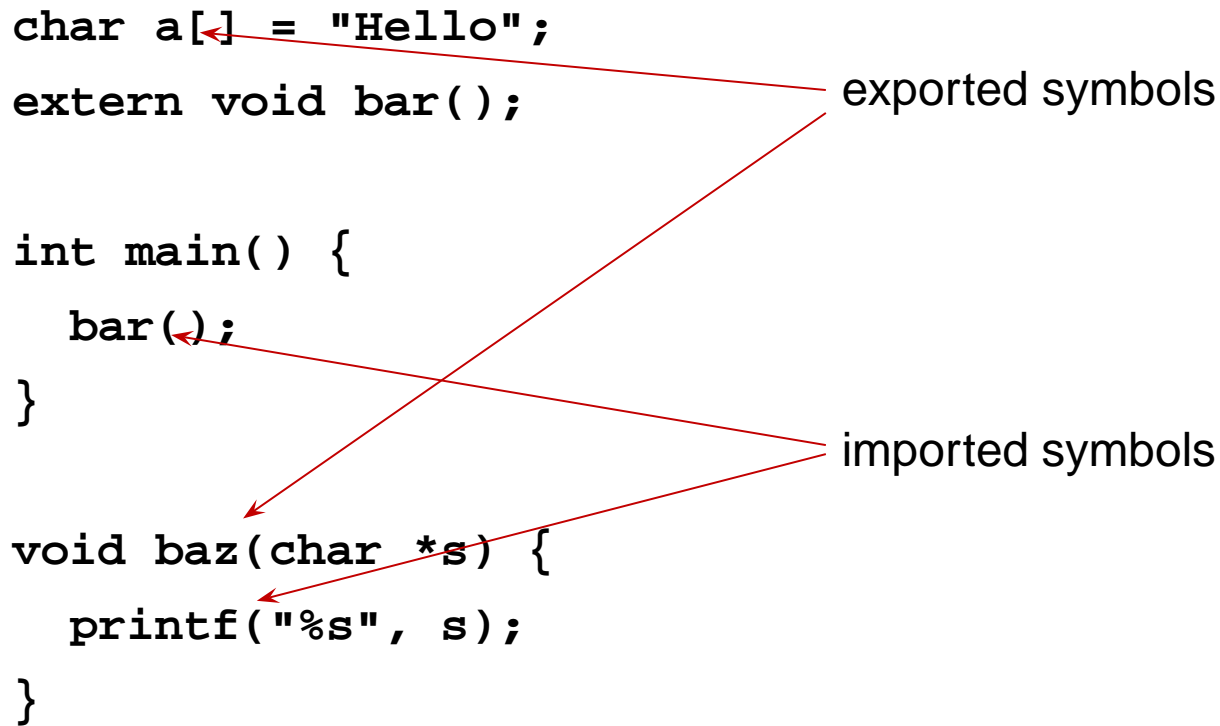 char a[] = "Hello";
exported symbols
extern void bar();
int main() {
bar();
}
imported symbols
void baz(char *s) {
printf("%s", s);
}